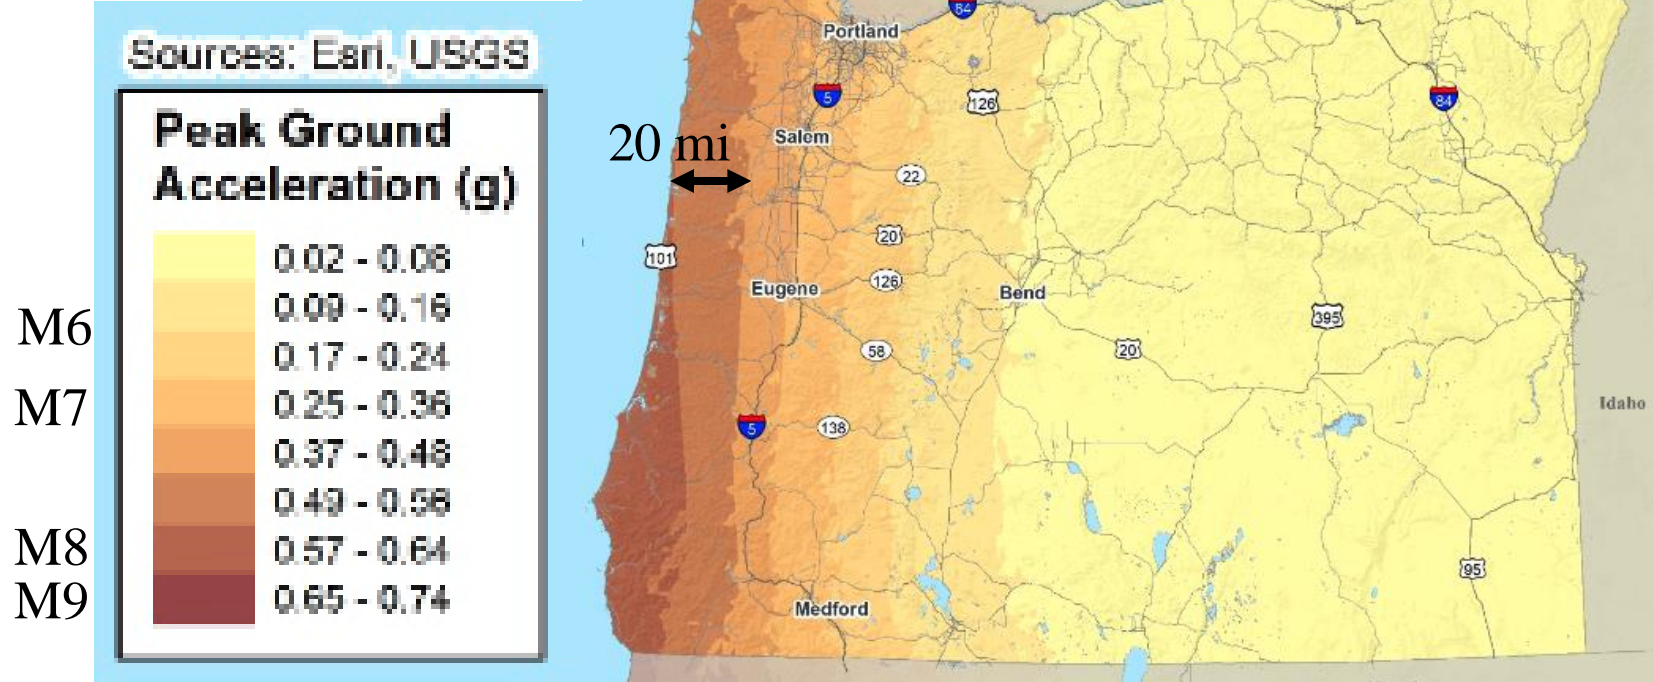 Sources: Esri, USGS
Peak Ground
Acceleration (g)
0.02 - 0.08
0.09 - 0.16
0.17 - 0.24
0.25 - 0.36
0.37 - 0.48
0.49 - 0.56
0.57 - 0.64
0.65 - 0.74
M6
M7
M8
M9
84
Portland
5
126
84
20 mi
Salem
22
20
101
126
Eugene
Bend
395
58
20
Idaho
5
138
95
Medford